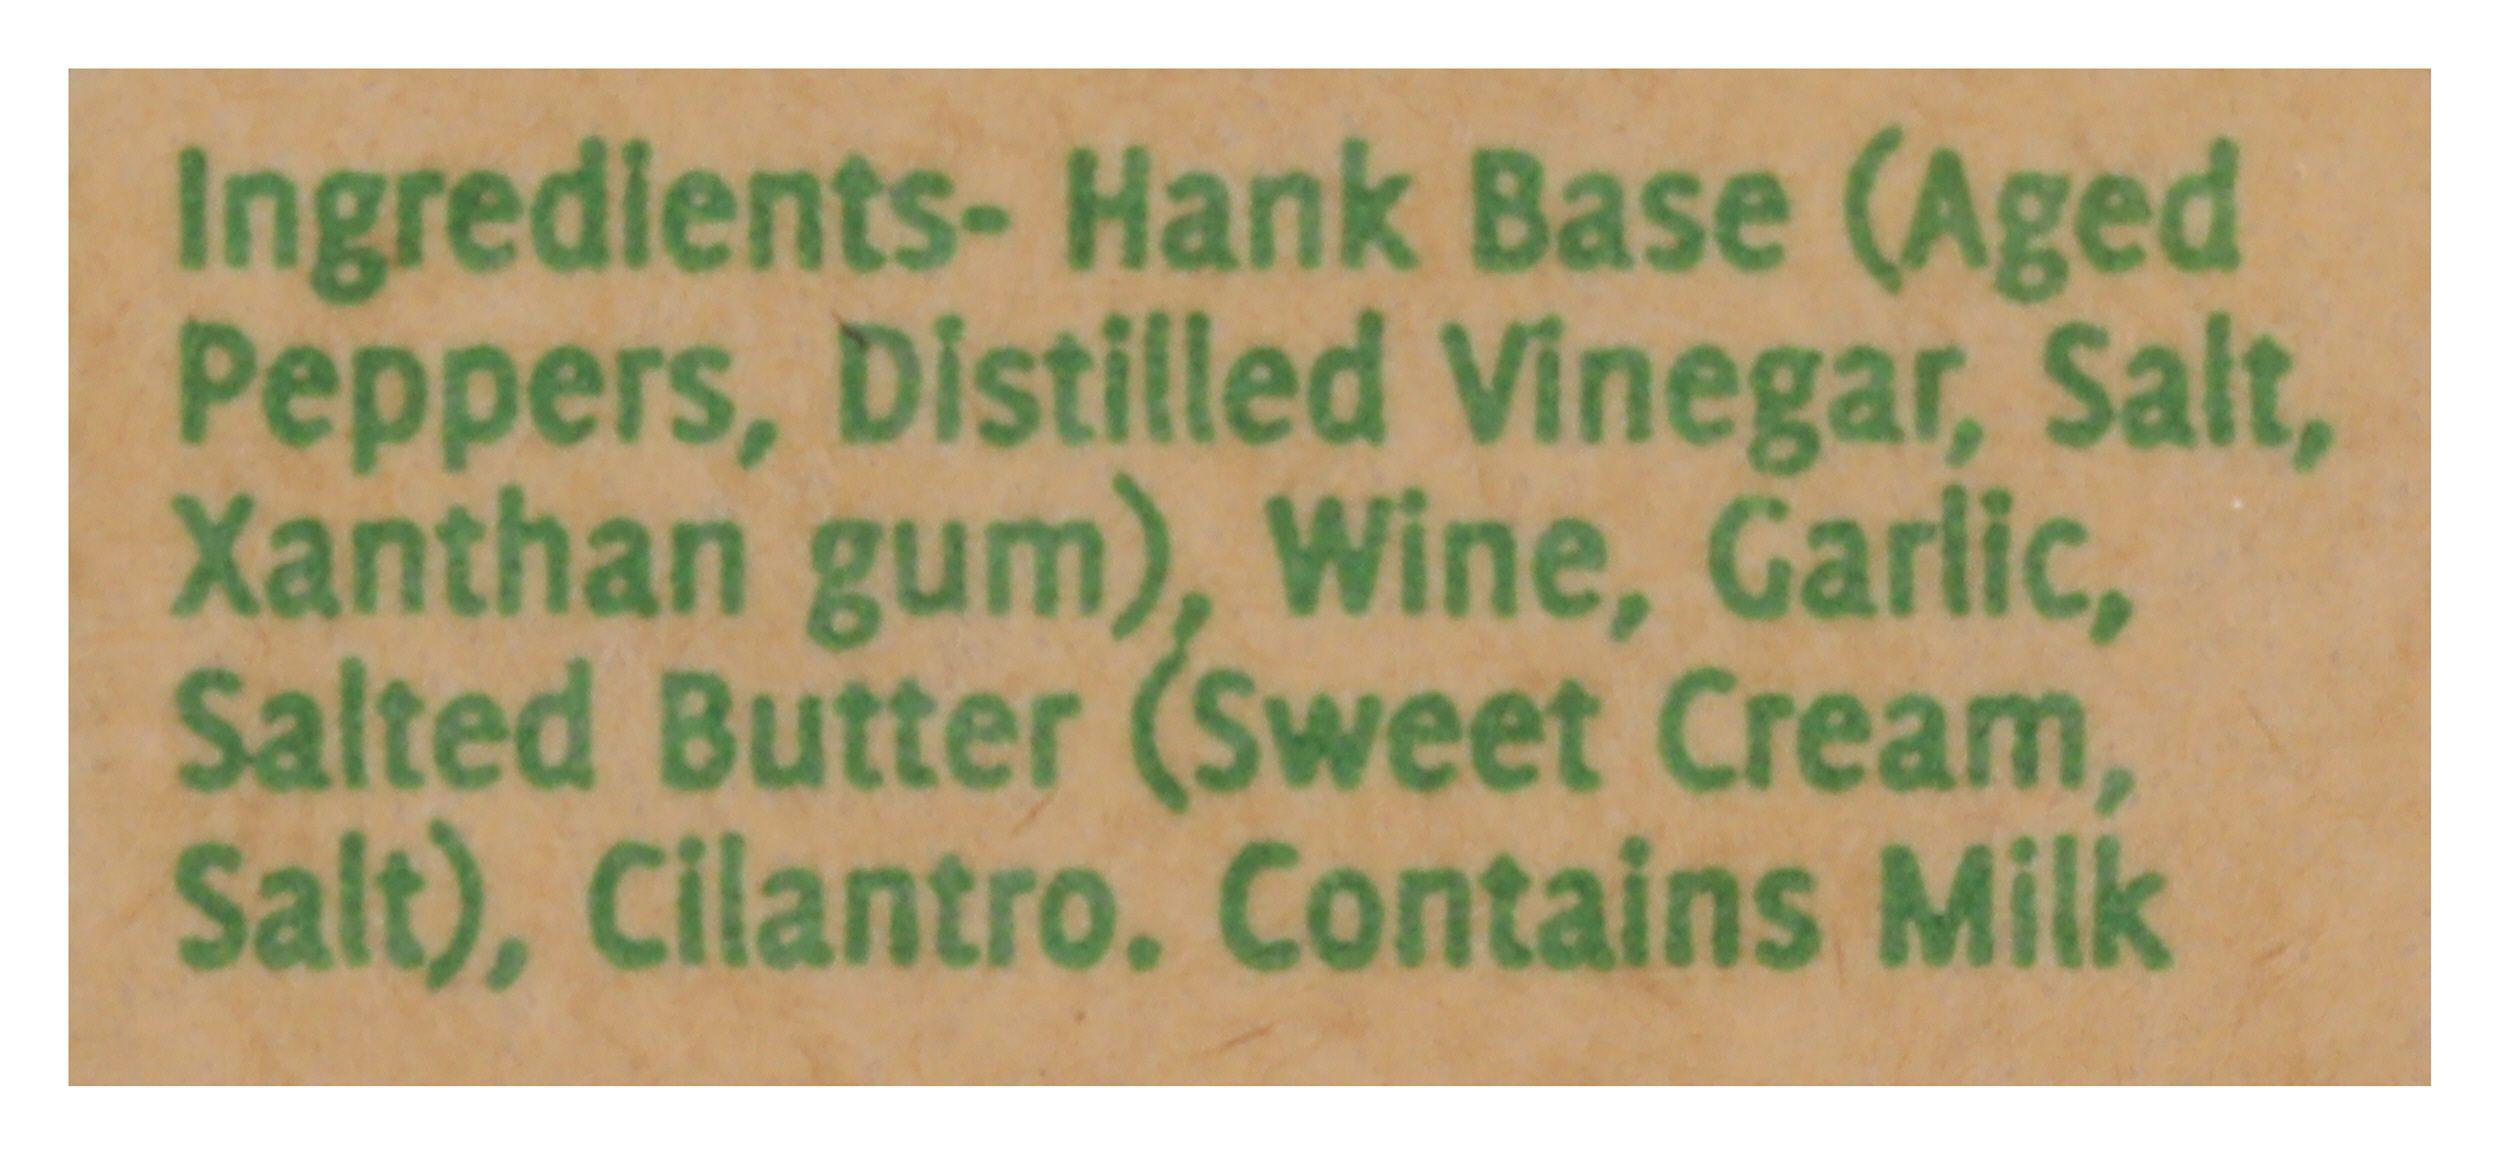 Ingredients- Hank Base (Aged
Peppers, Distilled Vinegar, Salt,
Xanthan gum), Wine, Garlic,
Salted Butter (Sweet Cream,
Salt), Cilantro. Contains Milk